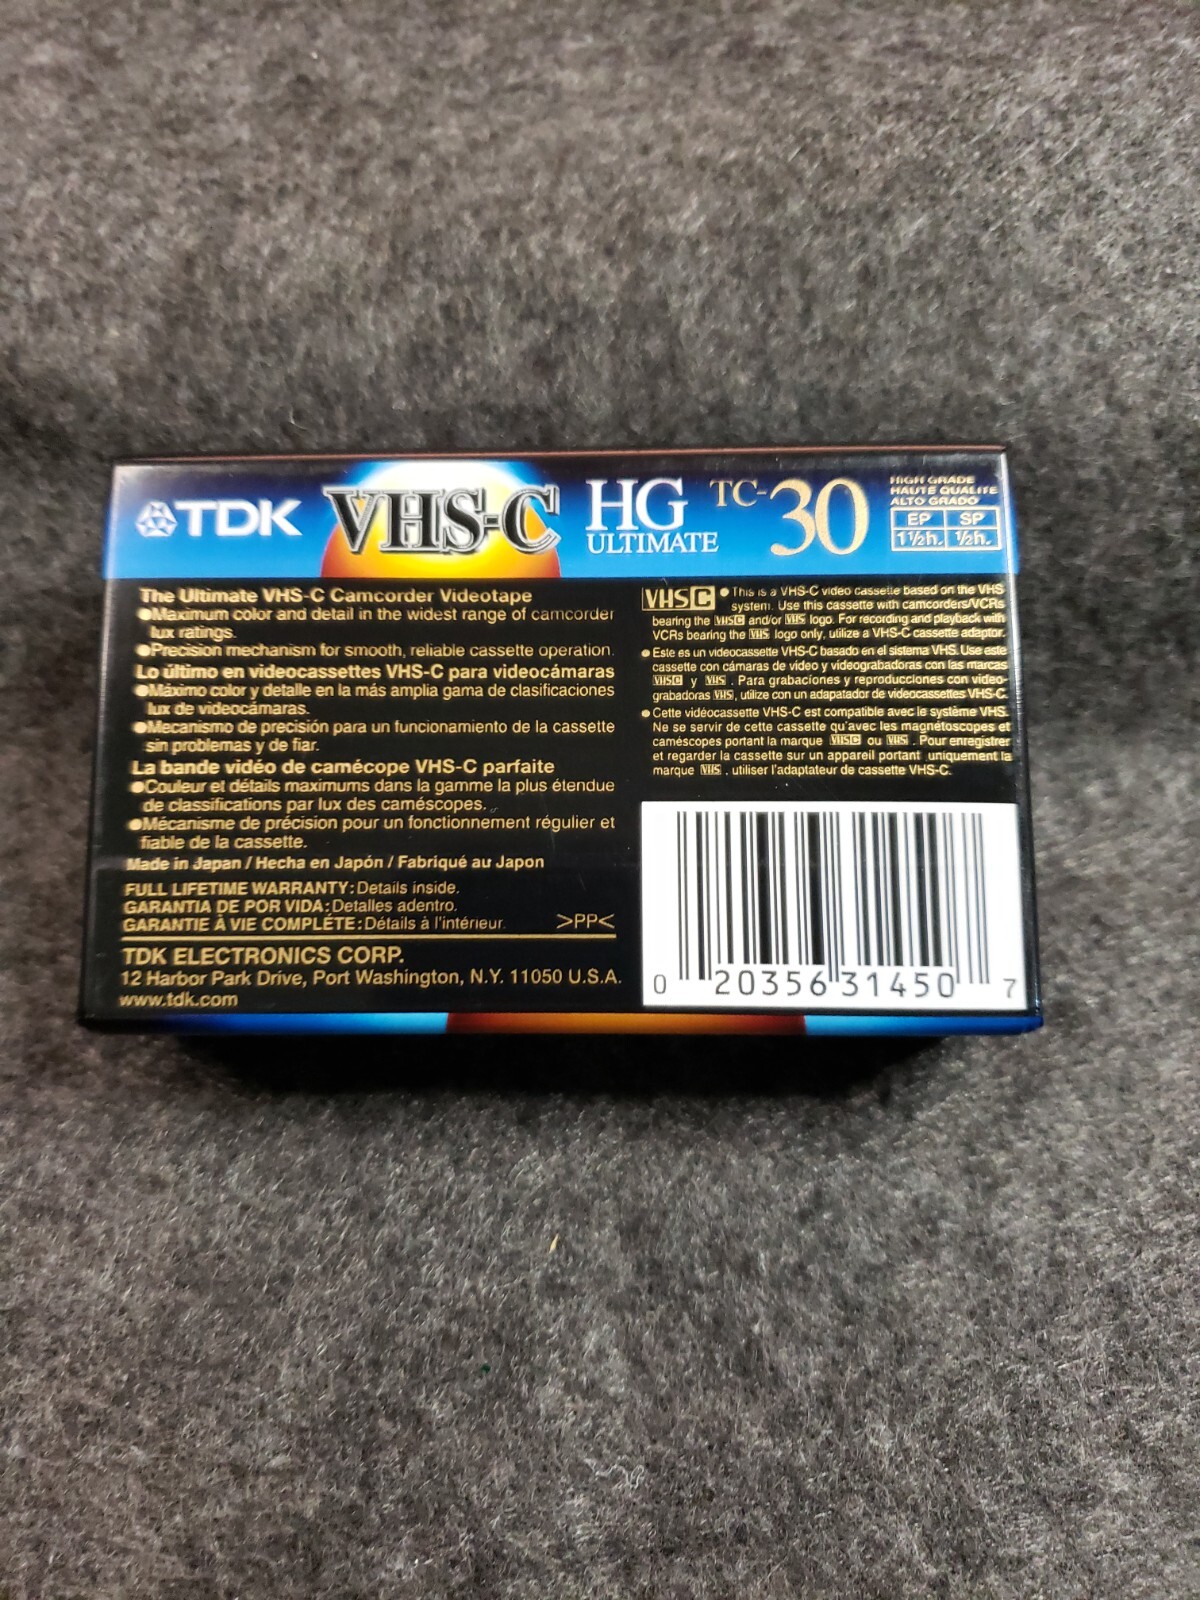 TDK VHS-C HG ULTIMATE TC-30
HIGH GRADE
HAUTE QUALITE
ALTO GRADO
EP SP
1½h. ½h.
The Ultimate VHS-C Camcorder Videotape
●Maximum color and detail in the widest range of camcorder
lux ratings.
●Precision mechanism for smooth, reliable cassette operation.
Lo último en videocassettes VHS-C para videocámaras
●Máximo color y detalle en la más amplia gama de clasificaciones
lux de videocámaras.
●Mecanismo de precisión para un funcionamiento de la cassette
sin problemas y de fiar.
La bande vidéo de camécope VHS-C parfaite
●Couleur et détails maximums dans la gamme la plus étendue
de classifications par lux des caméscopes.
●Mécanisme de précision pour un fonctionnement régulier et
fiable de la cassette.
Made in Japan / Hecha en Japón / Fabriqué au Japon
FULL LIFETIME WARRANTY: Details inside.
GARANTIA DE POR VIDA: Detalles adentro.
GARANTIE À VIE COMPLÉTE: Détails à l'intérieur. >PP<
TDK ELECTRONICS CORP.
12 Harbor Park Drive, Port Washington, N.Y. 11050 U.S.A.
www.tdk.com
VHSC ● This is a VHS-C video cassette based on the VHS
system. Use this cassette with camcorders/VCRs
bearing the VHSC and/or VHS logo. For recording and playback with
VCRs bearing the VHS logo only, utilize a VHS-C cassette adaptor.
● Este es un videocassette VHS-C basado en el sistema VHS. Use este
cassette con cámaras de video y videograbadoras con las marcas
VHSC y VHS. Para grabaciones y reproducciones con video-
grabadoras VHS, utilize con un adapatador de videocassettes VHS-C.
● Cette vidéocassette VHS-C est compatible avec le système VHS.
Ne se servir de cette cassette qu'avec les magnétoscopes et
caméscopes portant la marque VHSC ou VHS. Pour enregistrer
et regarder la cassette sur un appareil portant uniquement la
marque VHS, utiliser l'adaptateur de cassette VHS-C.
0 20356 31450 7